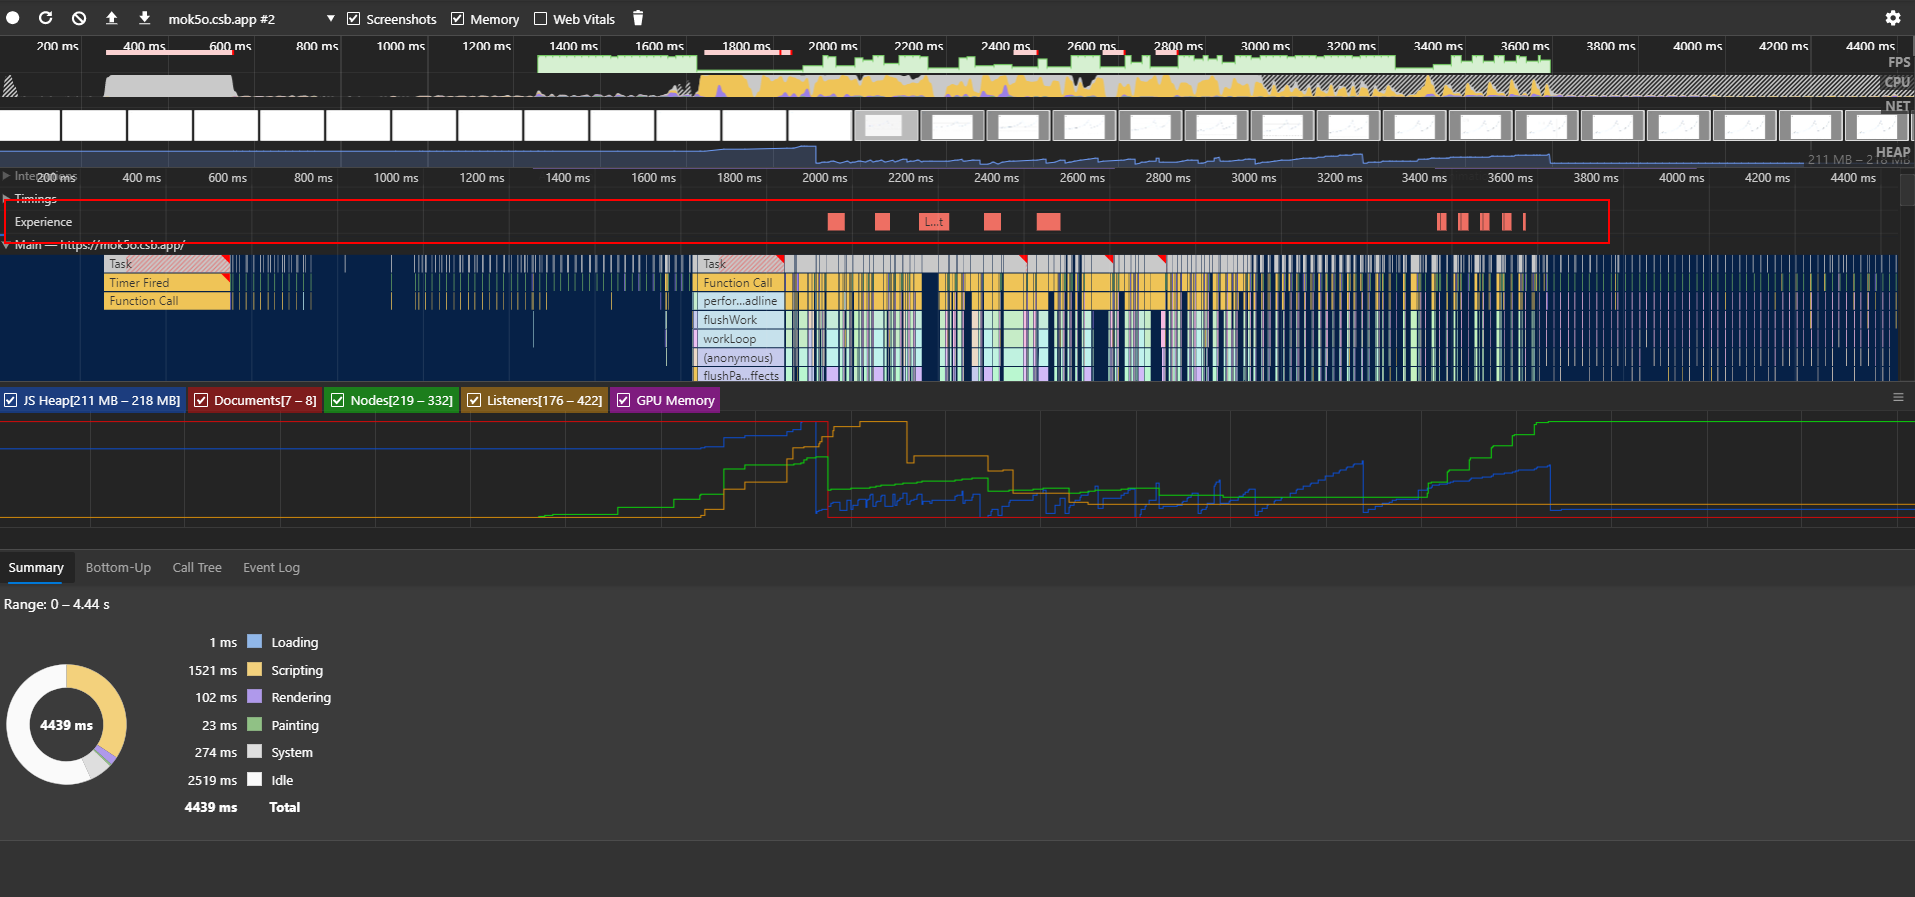 mok5o.csb.app #2 ▼ Screenshots Memory Web Vitals
200 ms 400 ms 600 ms 800 ms 1000 ms 1200 ms 1400 ms 1600 ms 1800 ms 2000 ms 2200 ms 2400 ms 2600 ms 2800 ms 3000 ms 3200 ms 3400 ms 3600 ms 3800 ms 4000 ms 4200 ms 4400 ms
FPS
CPU
NET
HEAP
211 MB – 218 MB
Interactions 200 ms 400 ms 600 ms 800 ms 1000 ms 1200 ms 1400 ms 1600 ms 1800 ms 2000 ms 2200 ms 2400 ms 2600 ms 2800 ms 3000 ms 3200 ms 3400 ms 3600 ms 3800 ms 4000 ms 4200 ms 4400 ms
Timings
Experience L...t
Main — https://mok5o.csb.app/
Task Task
Timer Fired Function Call
Function Call perfor...adline
flushWork
workLoop
(anonymous)
flushPa...ffects
JS Heap[211 MB – 218 MB] Documents[7 – 8] Nodes[219 – 332] Listeners[176 – 422] GPU Memory
Summary Bottom-Up Call Tree Event Log
Range: 0 – 4.44 s
1 ms Loading
1521 ms Scripting
102 ms Rendering
4439 ms
23 ms Painting
274 ms System
2519 ms Idle
4439 ms Total